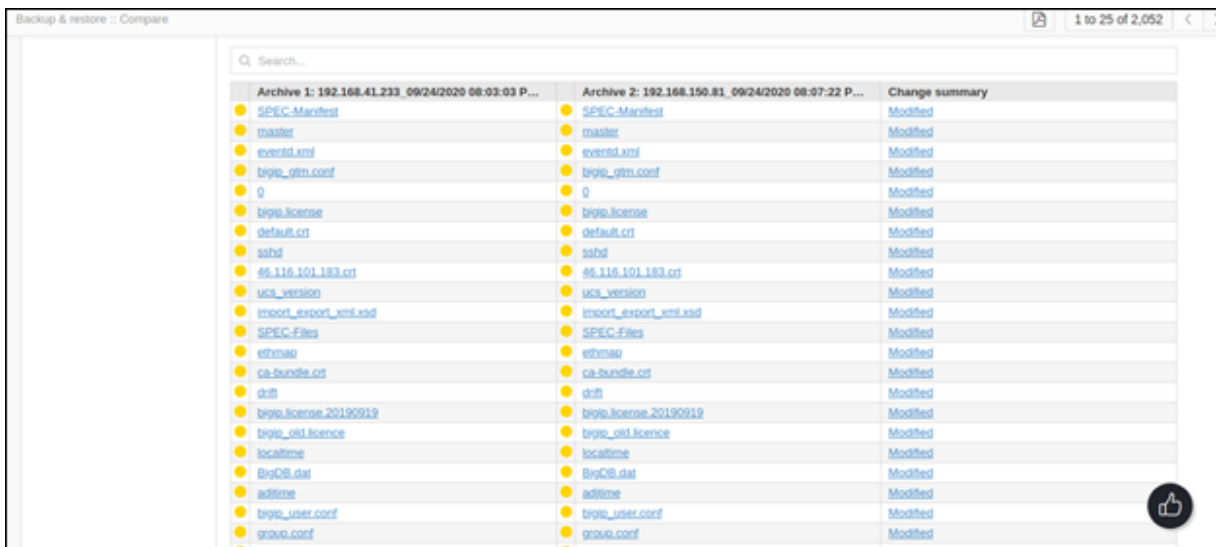 Backup & restore :: Compare 1 to 25 of 2,052
Search...
Archive 1: 192.168.41.233_09/24/2020 08:03:03 P... Archive 2: 192.168.150.81_09/24/2020 08:07:22 P... Change summary
SPEC-Manifest SPEC-Manifest Modified
master master Modified
eventd.xml eventd.xml Modified
bigip_gtm.conf bigip_gtm.conf Modified
0 0 Modified
bigip.license bigip.license Modified
default.crt default.crt Modified
sshd sshd Modified
46.116.101.183.crt 46.116.101.183.crt Modified
ucs_version ucs_version Modified
import_export_xml.xsd import_export_xml.xsd Modified
SPEC-Files SPEC-Files Modified
ethmap ethmap Modified
ca-bundle.crt ca-bundle.crt Modified
drift drift Modified
bigip.license.20190919 bigip.license.20190919 Modified
bigip_old.licence bigip_old.licence Modified
localtime localtime Modified
BigDB.dat BigDB.dat Modified
adjtime adjtime Modified
bigip_user.conf bigip_user.conf Modified
group.conf group.conf Modified